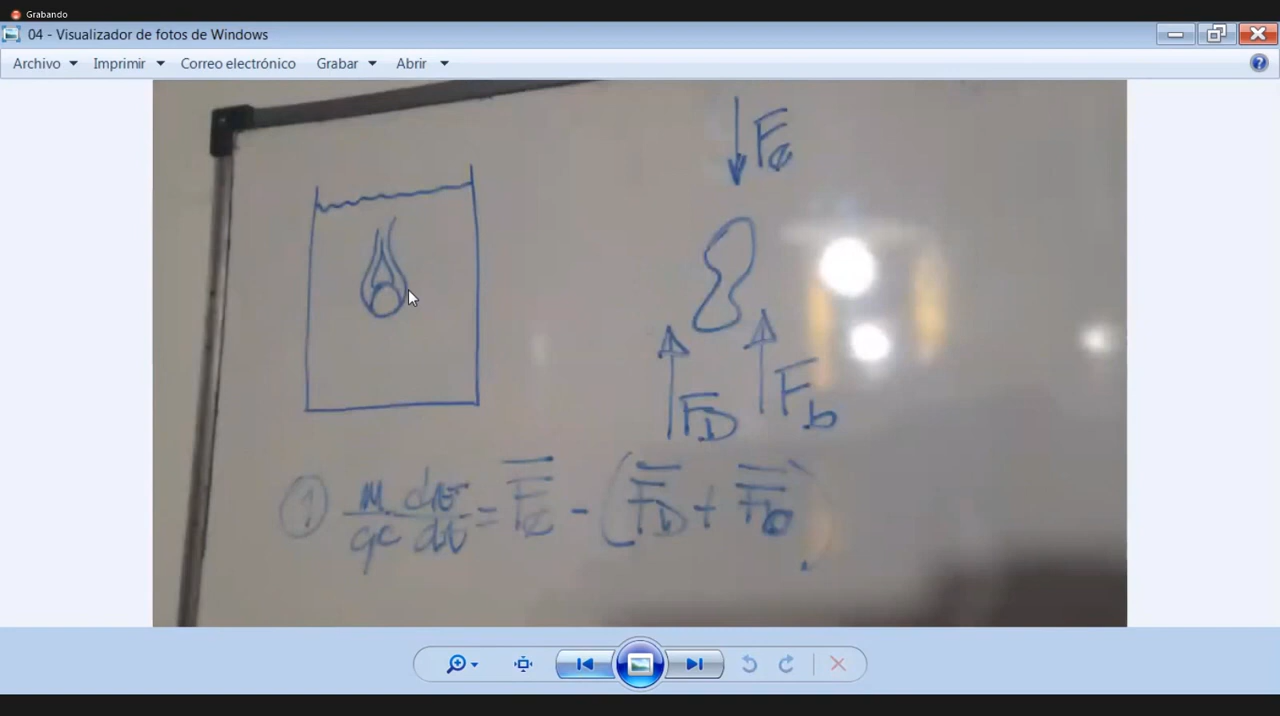 Grabando
04 - Visualizador de fotos de Windows
Archivo Imprimir Correo electrónico Grabar Abrir
Fe
FD
Fb
① m/gc dv/dt = Fe - (FD + Fb)